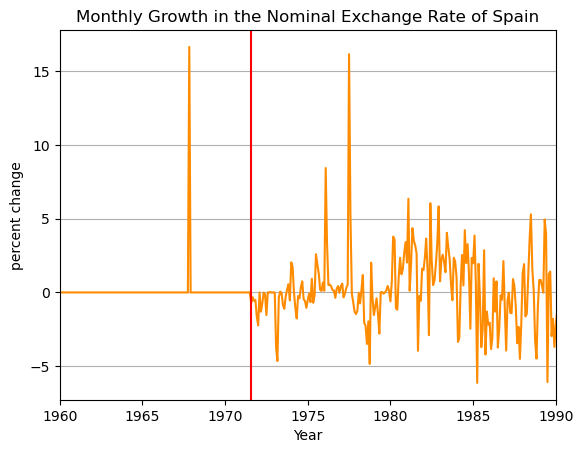 Monthly Growth in the Nominal Exchange Rate of Spain
percent change
15
10
5
0
−5
1960 1965 1970 1975 1980 1985 1990
Year